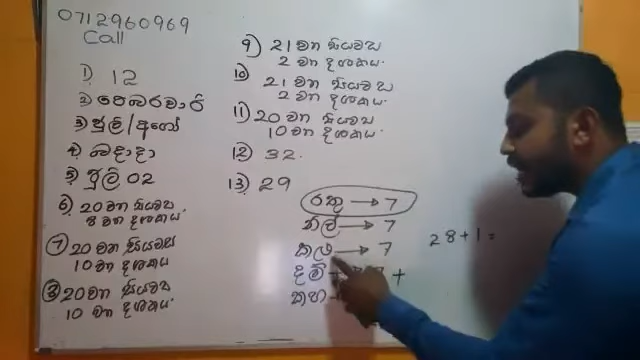 0712960969
Call
1) 12
2) පෙබරවාරි
3) ජූලි/අගෝ
4) බදාදා
5) ජූලි 02
6) 20 වන සියවස
8 වන දශකය.
7) 20 වන සියවස
10 වන දශකය
8) 20 වන සියවස
10 වන දශකය.
9) 21 වන සියවස
2 වන දශකය.
10) 21 වන සියවස
2 වන දශකය.
11) 20 වන සියවස
10 වන දශකය.
12) 32.
13) 29
රතු → 7
නිල් → 7
කලු → 7
දම් +
කහ
28+1=